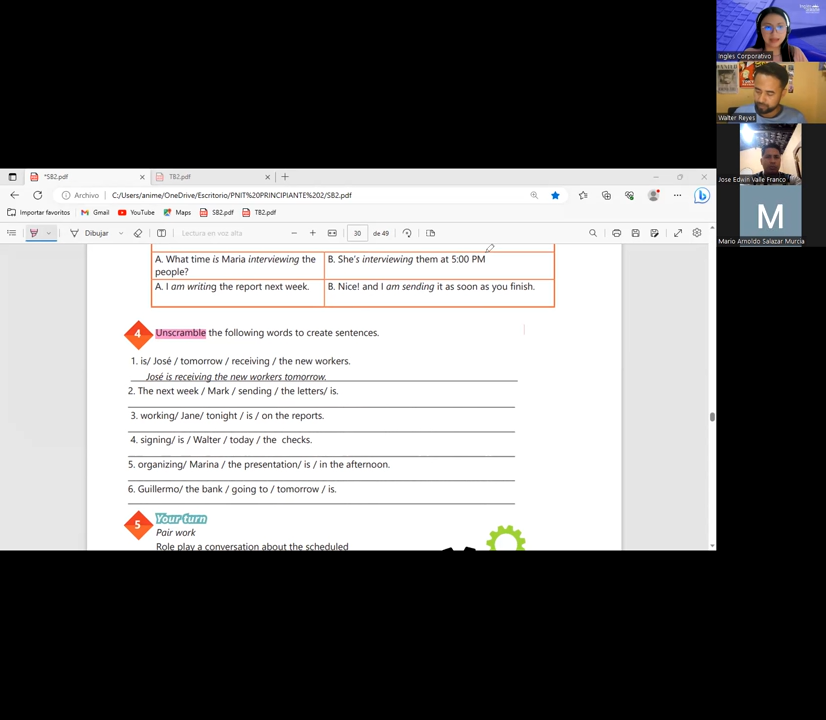 Ingles Corporativo
Walter Reyes
Jose Edwin Valle Franco
M
Mario Arnoldo Salazar Murcia
*SB2.pdf
TB2.pdf
Archivo
C:/Users/anime/OneDrive/Escritorio/PNIT%20PRINCIPIANTE%202/SB2.pdf
Importar favoritos
Gmail
YouTube
Maps
SB2.pdf
TB2.pdf
Dibujar
Lectura en voz alta
30
de 49
A. What time is Maria interviewing the people?
B. She's interviewing them at 5:00 PM
A. I am writing the report next week.
B. Nice! and I am sending it as soon as you finish.
4
Unscramble the following words to create sentences.
1. is/ José / tomorrow / receiving / the new workers.
José is receiving the new workers tomorrow.
2. The next week / Mark / sending / the letters/ is.
3. working/ Jane/ tonight / is / on the reports.
4. signing/ is / Walter / today / the checks.
5. organizing/ Marina / the presentation/ is / in the afternoon.
6. Guillermo/ the bank / going to / tomorrow / is.
5
Your turn
Pair work
Role play a conversation about the scheduled